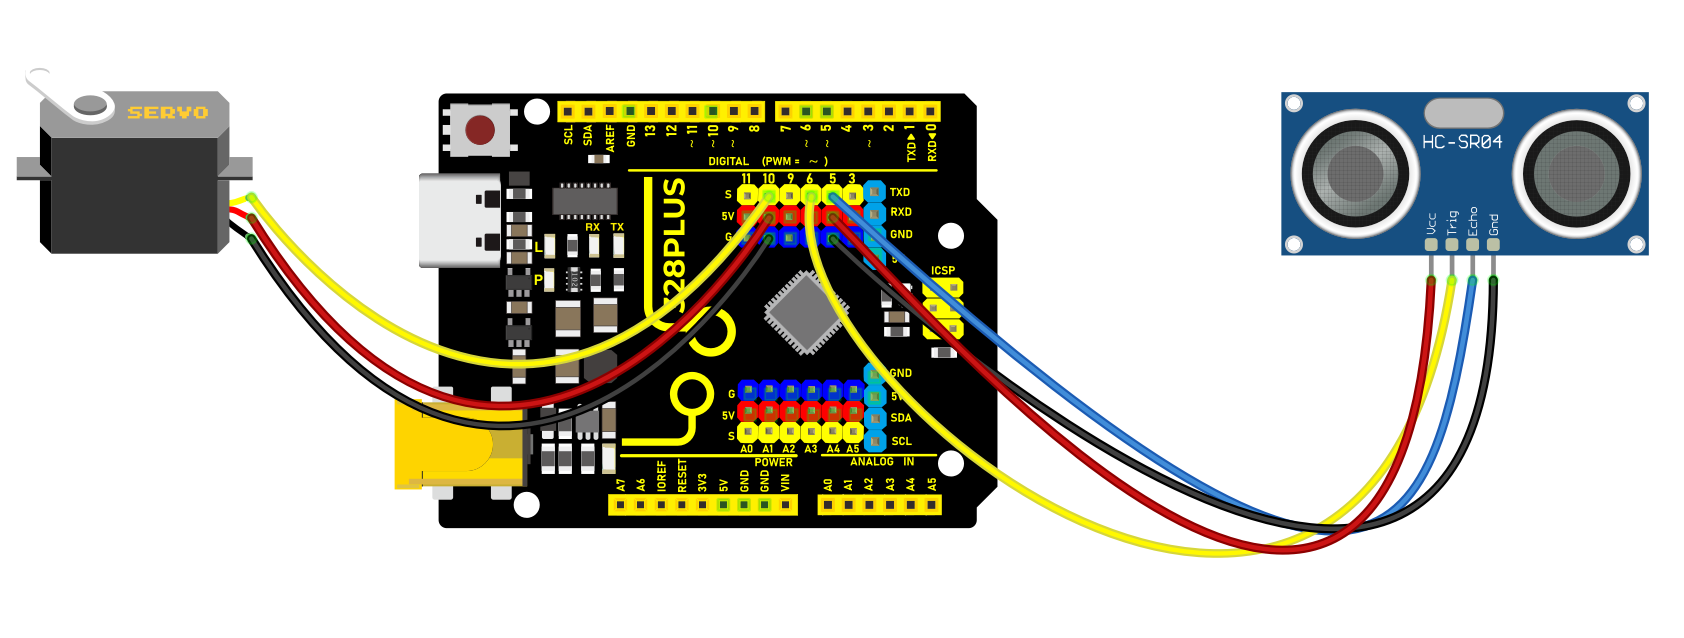 SERVO
SCL SDA AREF GND 13 12 ~11 ~10 ~9 8 7 ~6 ~5 4 ~3 2 TXD▶1 RXD◀0
DIGITAL (PWM = ~ )
11 10 9 6 5 3
S
5V
G
TXD
RXD
GND
5
328PLUS
RX TX
L
P
ICSP
G
5V
S
A0 A1 A2 A3 A4 A5
GND
5V
SDA
SCL
POWER
ANALOG IN
A7 A6 IOREF RESET 3V3 5V GND GND VIN
A0 A1 A2 A3 A4 A5
HC-SR04
Vcc Trig Echo Gnd